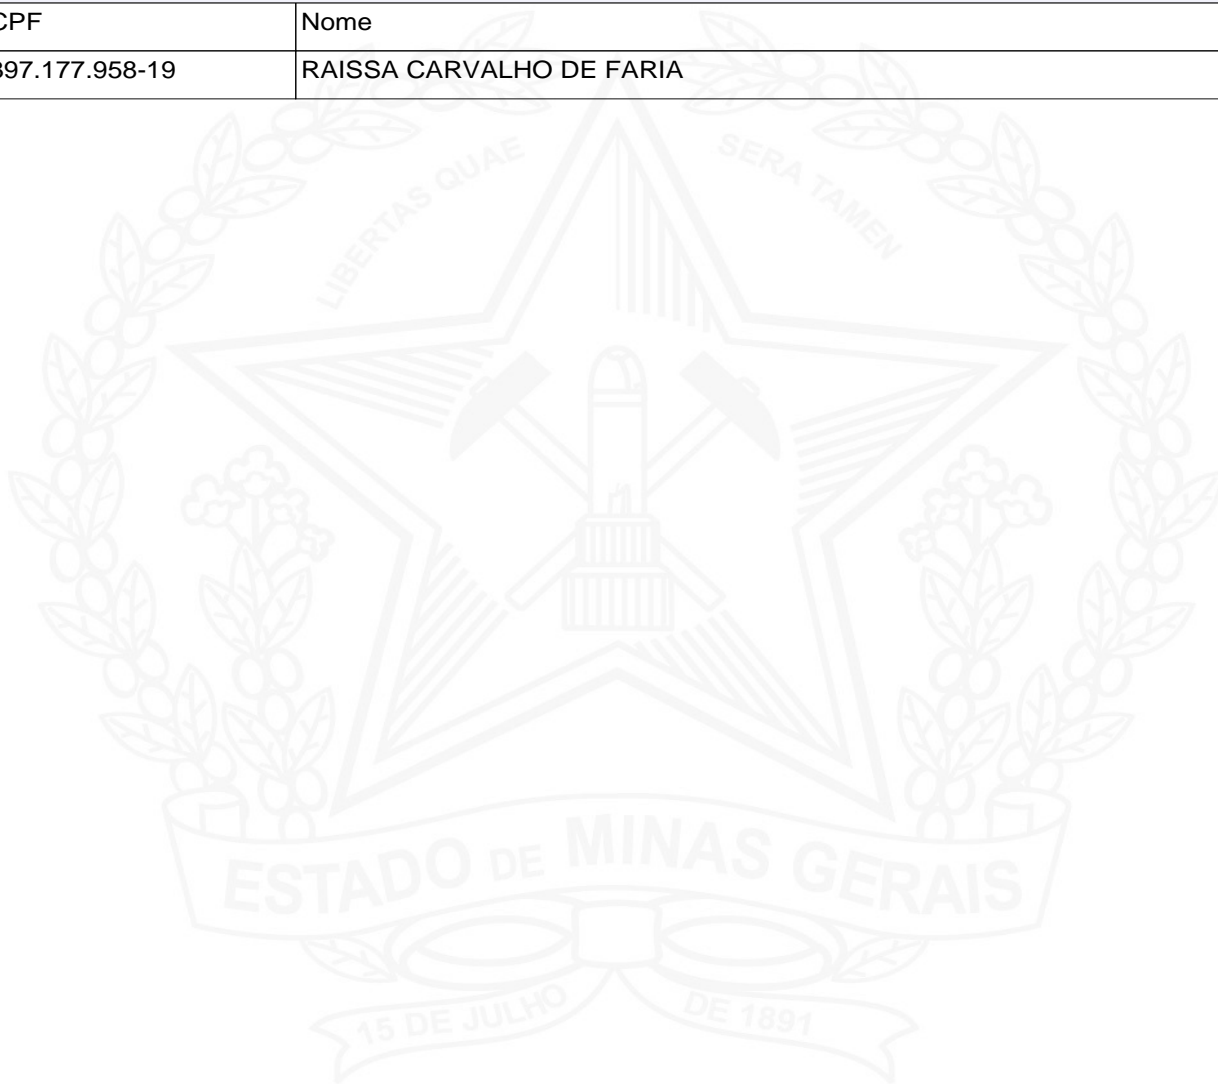 CPF Nome
397.177.958-19 RAISSA CARVALHO DE FARIA
LIBERTAS QUAE SERA TAMEN
ESTADO DE MINAS GERAIS
15 DE JULHO DE 1891